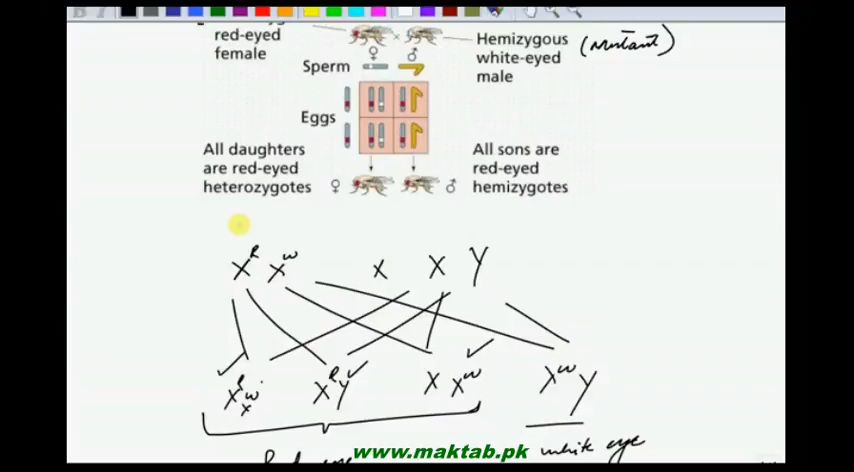 red-eyed
female
Hemizygous
white-eyed
male
(mutant)
♀ ♂
Sperm
Eggs
All daughters
are red-eyed
heterozygotes
All sons are
red-eyed
hemizygotes
♀ ♂
X^R X^w x X Y
X^R X^w X^R Y X X^w X^w Y
www.maktab.pk
white eye